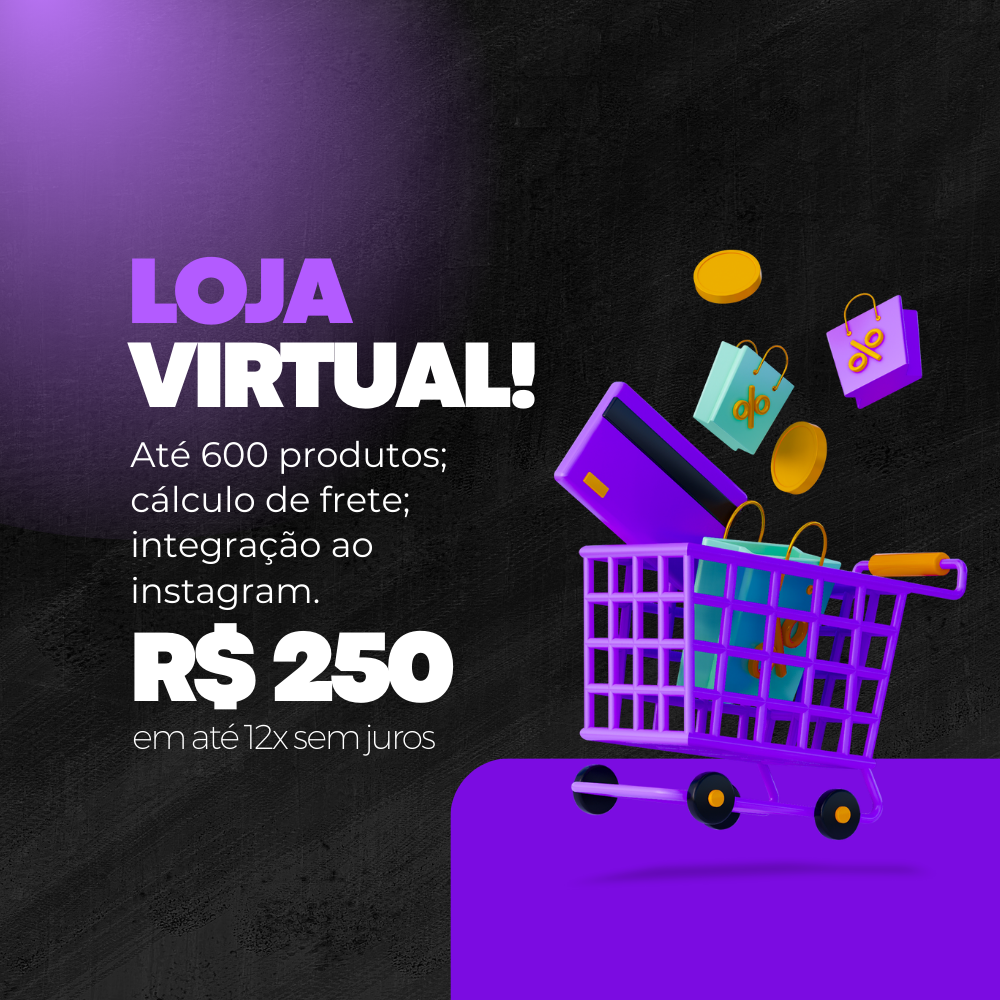 LOJA
VIRTUAL!
Até 600 produtos;
cálculo de frete;
integração ao
instagram.
R$ 250
em até 12x sem juros
%
%
%